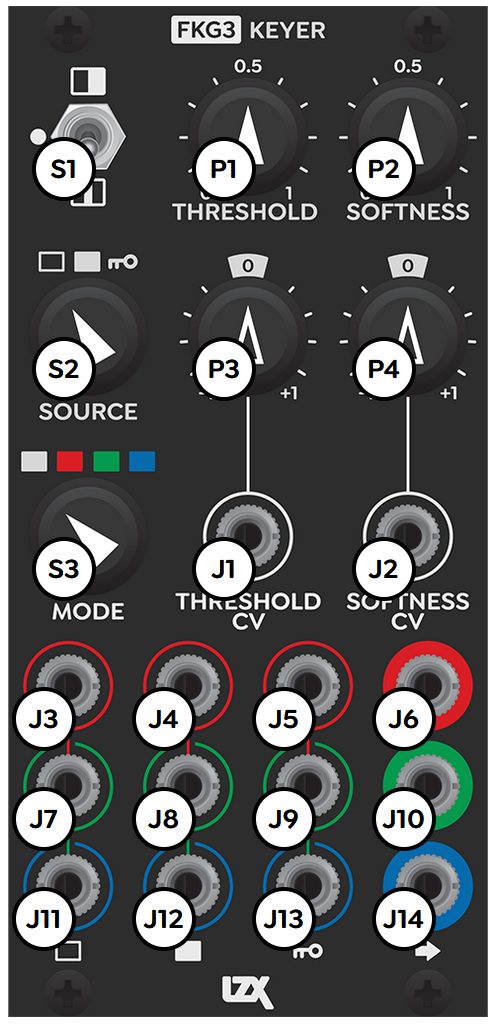 FKG3 KEYER
0.5 0.5
S1 P1 P2
1 1
THRESHOLD SOFTNESS
0 0
S2 P3 P4
+1 +1
SOURCE
S3 J1 J2
MODE THRESHOLD CV SOFTNESS CV
J3 J4 J5 J6
J7 J8 J9 J10
J11 J12 J13 J14
LZX